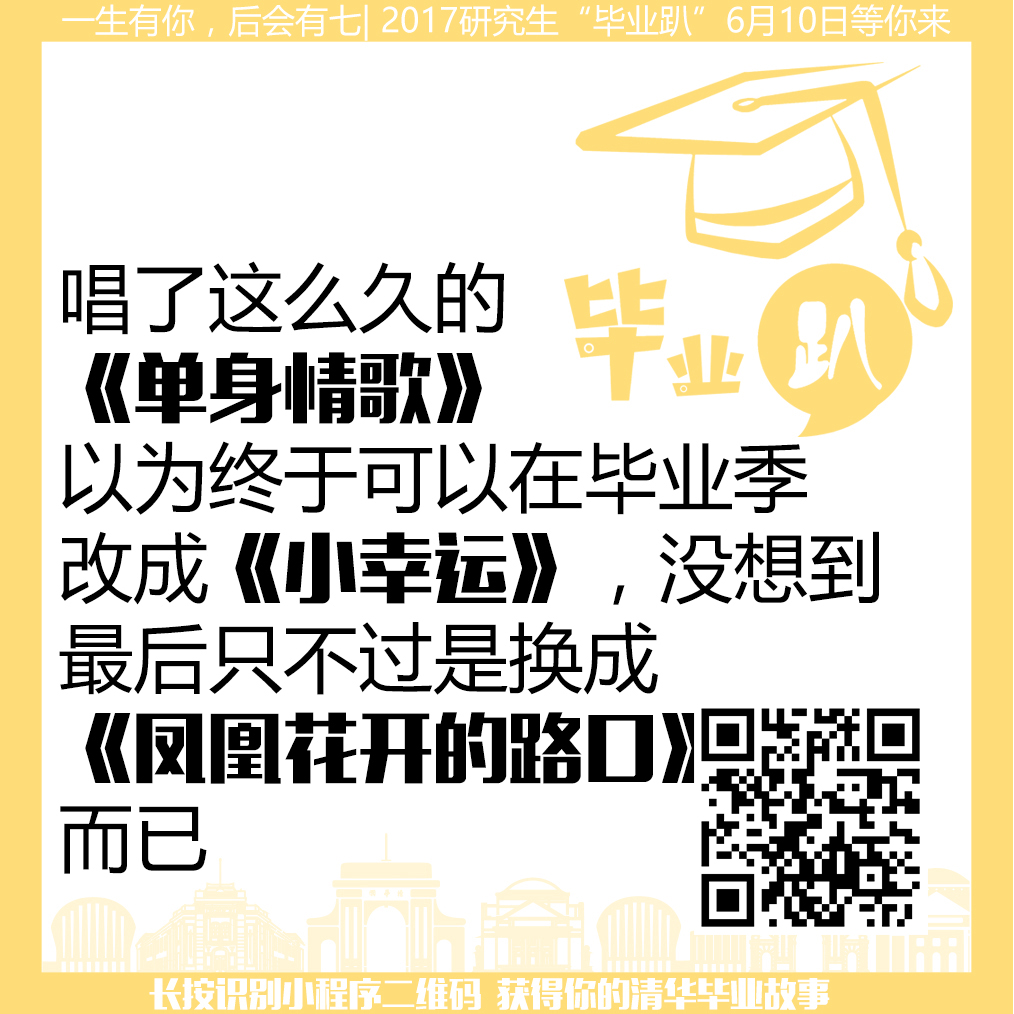 一生有你，后会有七| 2017研究生“毕业趴”6月10日等你来
毕业趴
唱了这么久的
《单身情歌》
以为终于可以在毕业季
改成《小幸运》，没想到
最后只不过是换成
《凤凰花开的路口》
而已
长按识别小程序二维码 获得你的清华毕业故事